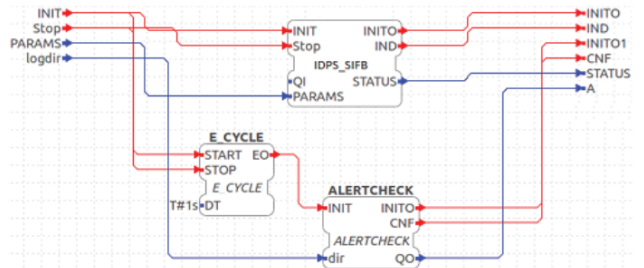 INIT
Stop
PARAMS
logdir
INIT INITO
Stop IND
IDPS_SIFB
QI STATUS
PARAMS
INITO
IND
INITO1
CNF
STATUS
A
E_CYCLE
START EO
STOP
E_CYCLE
T#1s DT
ALERTCHECK
INIT INITO
CNF
ALERTCHECK
dir QO